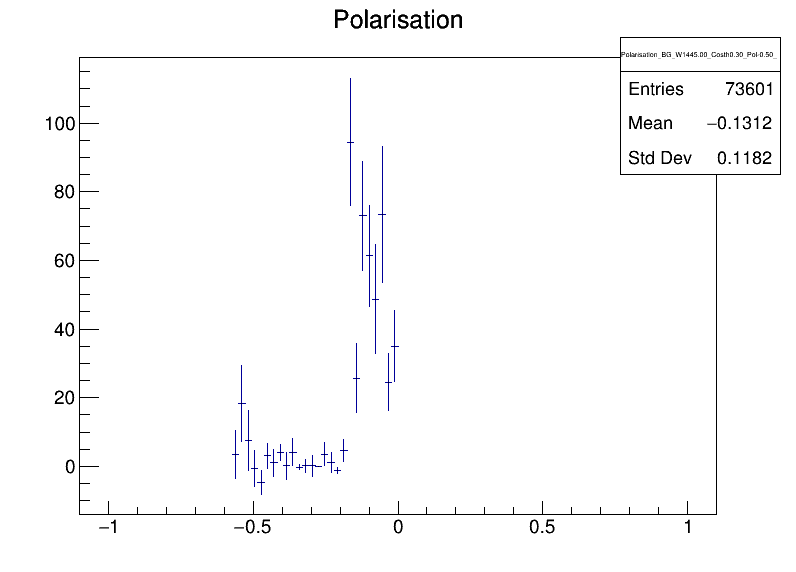 Polarisation
Polarisation_BG_W1445.00_Costh0.30_Pol-0.50_
Entries 73601
Mean −0.1312
Std Dev 0.1182
100
80
60
40
20
0
−1 −0.5 0 0.5 1